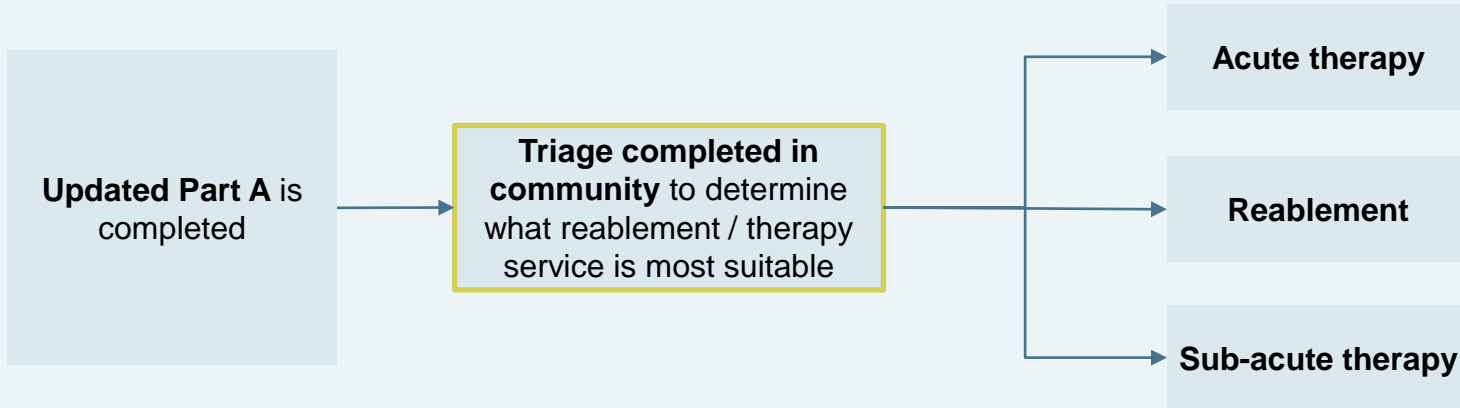 Updated Part A is
completed
Triage completed in
community to determine
what reablement / therapy
service is most suitable
Acute therapy
Reablement
Sub-acute therapy